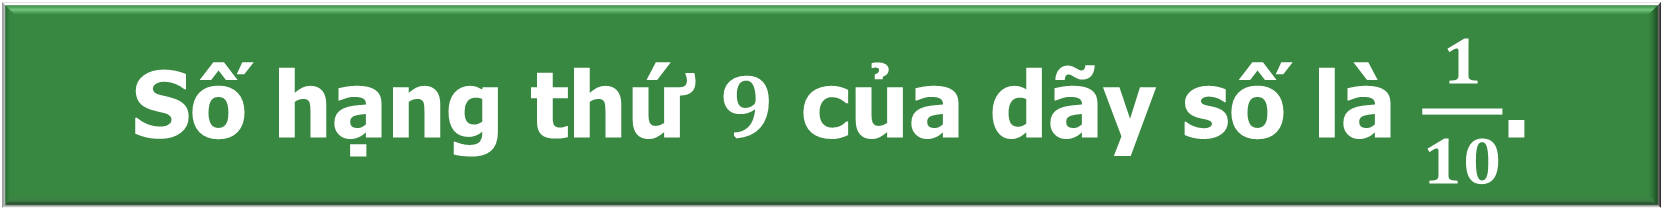 Số hạng thứ 9 của dãy số là 1/10.